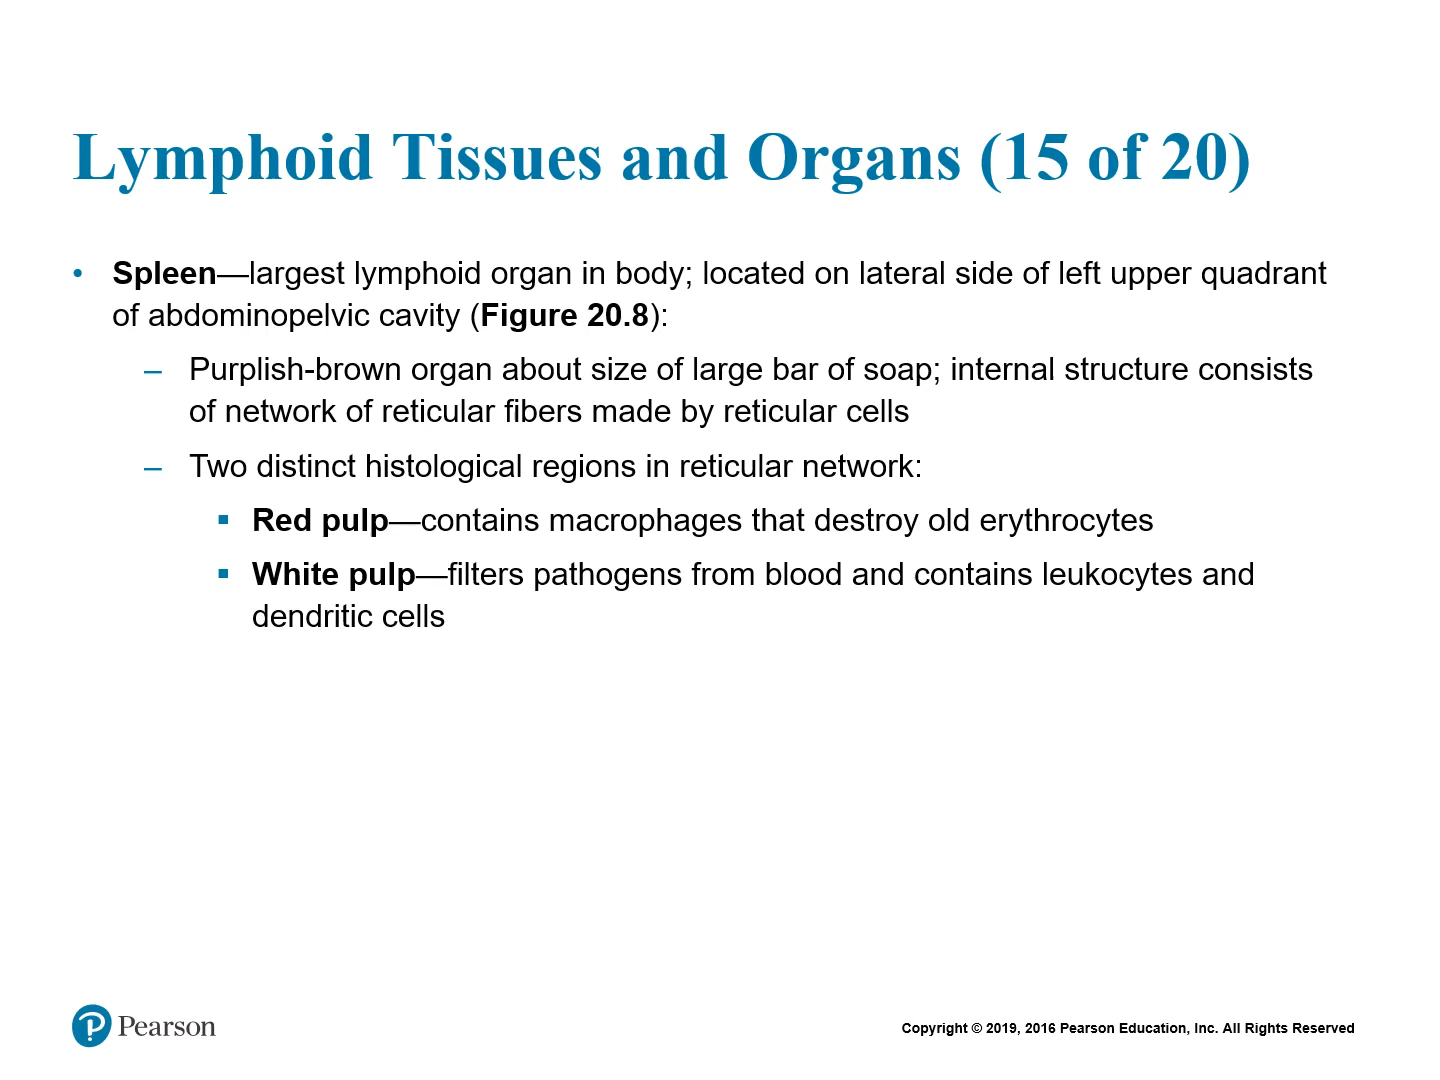 Lymphoid Tissues and Organs (15 of 20)
• Spleen—largest lymphoid organ in body; located on lateral side of left upper quadrant
of abdominopelvic cavity (Figure 20.8):
– Purplish-brown organ about size of large bar of soap; internal structure consists
of network of reticular fibers made by reticular cells
– Two distinct histological regions in reticular network:
▪ Red pulp—contains macrophages that destroy old erythrocytes
▪ White pulp—filters pathogens from blood and contains leukocytes and
dendritic cells
Pearson
Copyright © 2019, 2016 Pearson Education, Inc. All Rights Reserved